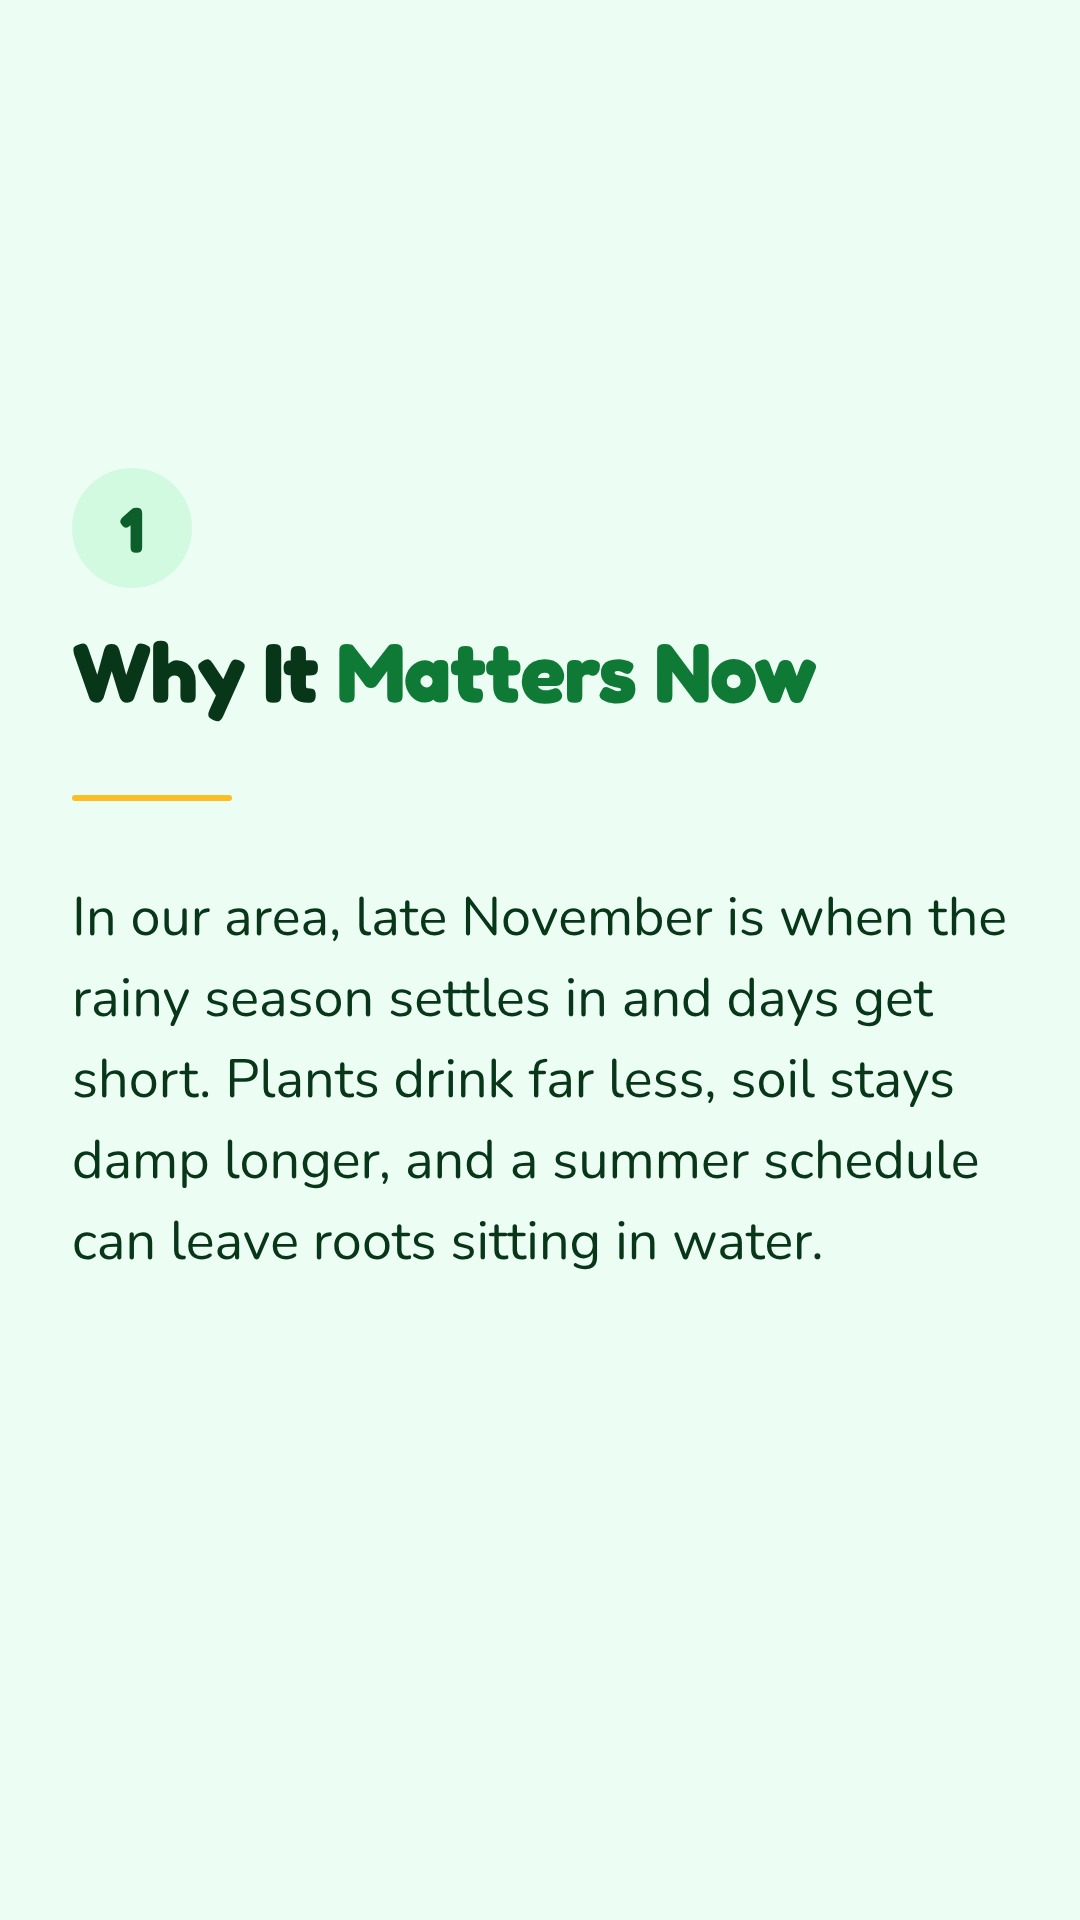 1
Why It Matters Now
In our area, late November is when the
rainy season settles in and days get
short. Plants drink far less, soil stays
damp longer, and a summer schedule
can leave roots sitting in water.